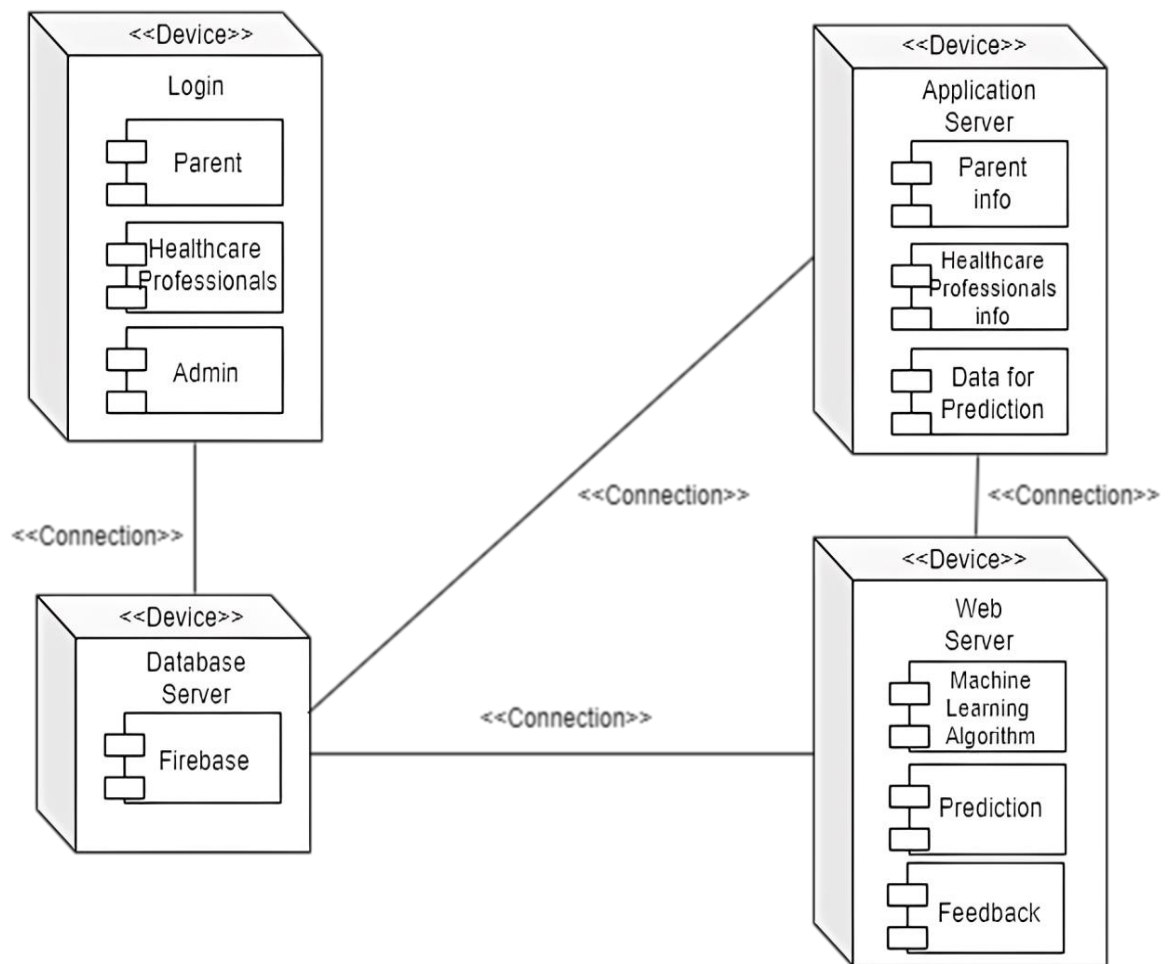 <<Device>>
Login
Parent
Healthcare
Professionals
Admin
<<Connection>>
<<Device>>
Database
Server
Firebase
<<Connection>>
<<Connection>>
<<Device>>
Application
Server
Parent
info
Healthcare
Professionals
info
Data for
Prediction
<<Connection>>
<<Device>>
Web
Server
Machine
Learning
Algorithm
Prediction
Feedback